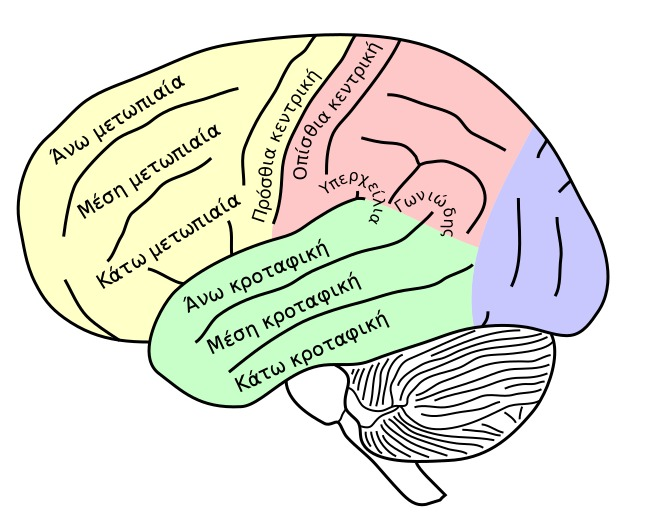 Άνω μετωπιαία
Μέση μετωπιαία
Κάτω μετωπιαία
Πρόσθια κεντρική
Οπίσθια κεντρική
Υπερχείλια
Γωνιώδης
Άνω κροταφική
Μέση κροταφική
Κάτω κροταφική